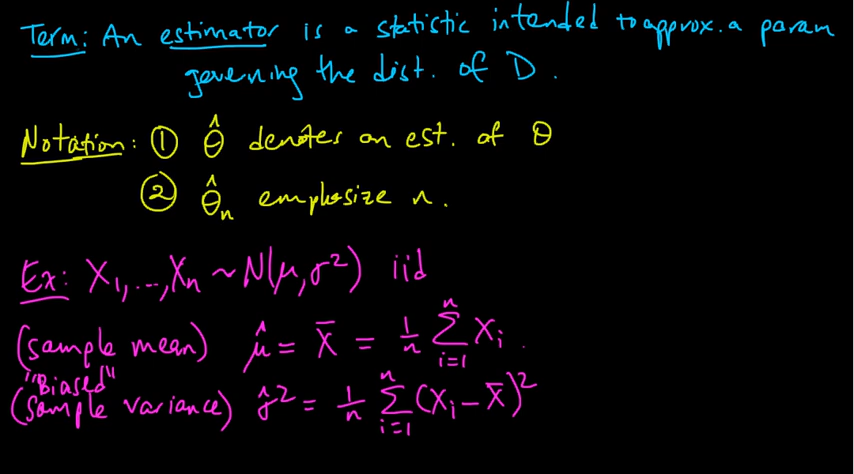 Term: An estimator is a statistic intended to approx. a param
governing the dist. of D.
Notation: ① θ̂ denotes an est. of θ
② θ̂ₙ emphasize n.
Ex: X₁,...,Xₙ ~ N(μ,σ²) iid
(sample mean) μ̂ = X̄ = 1/n ∑ᵢ₌₁ⁿ Xᵢ.
"Biased"
(sample variance) σ̂² = 1/n ∑ᵢ₌₁ⁿ (Xᵢ − X̄)²